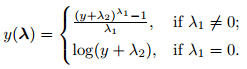 y(λ) = { ((y+λ₂)^λ₁ − 1)/λ₁, if λ₁ ≠ 0;
log(y + λ₂), if λ₁ = 0.